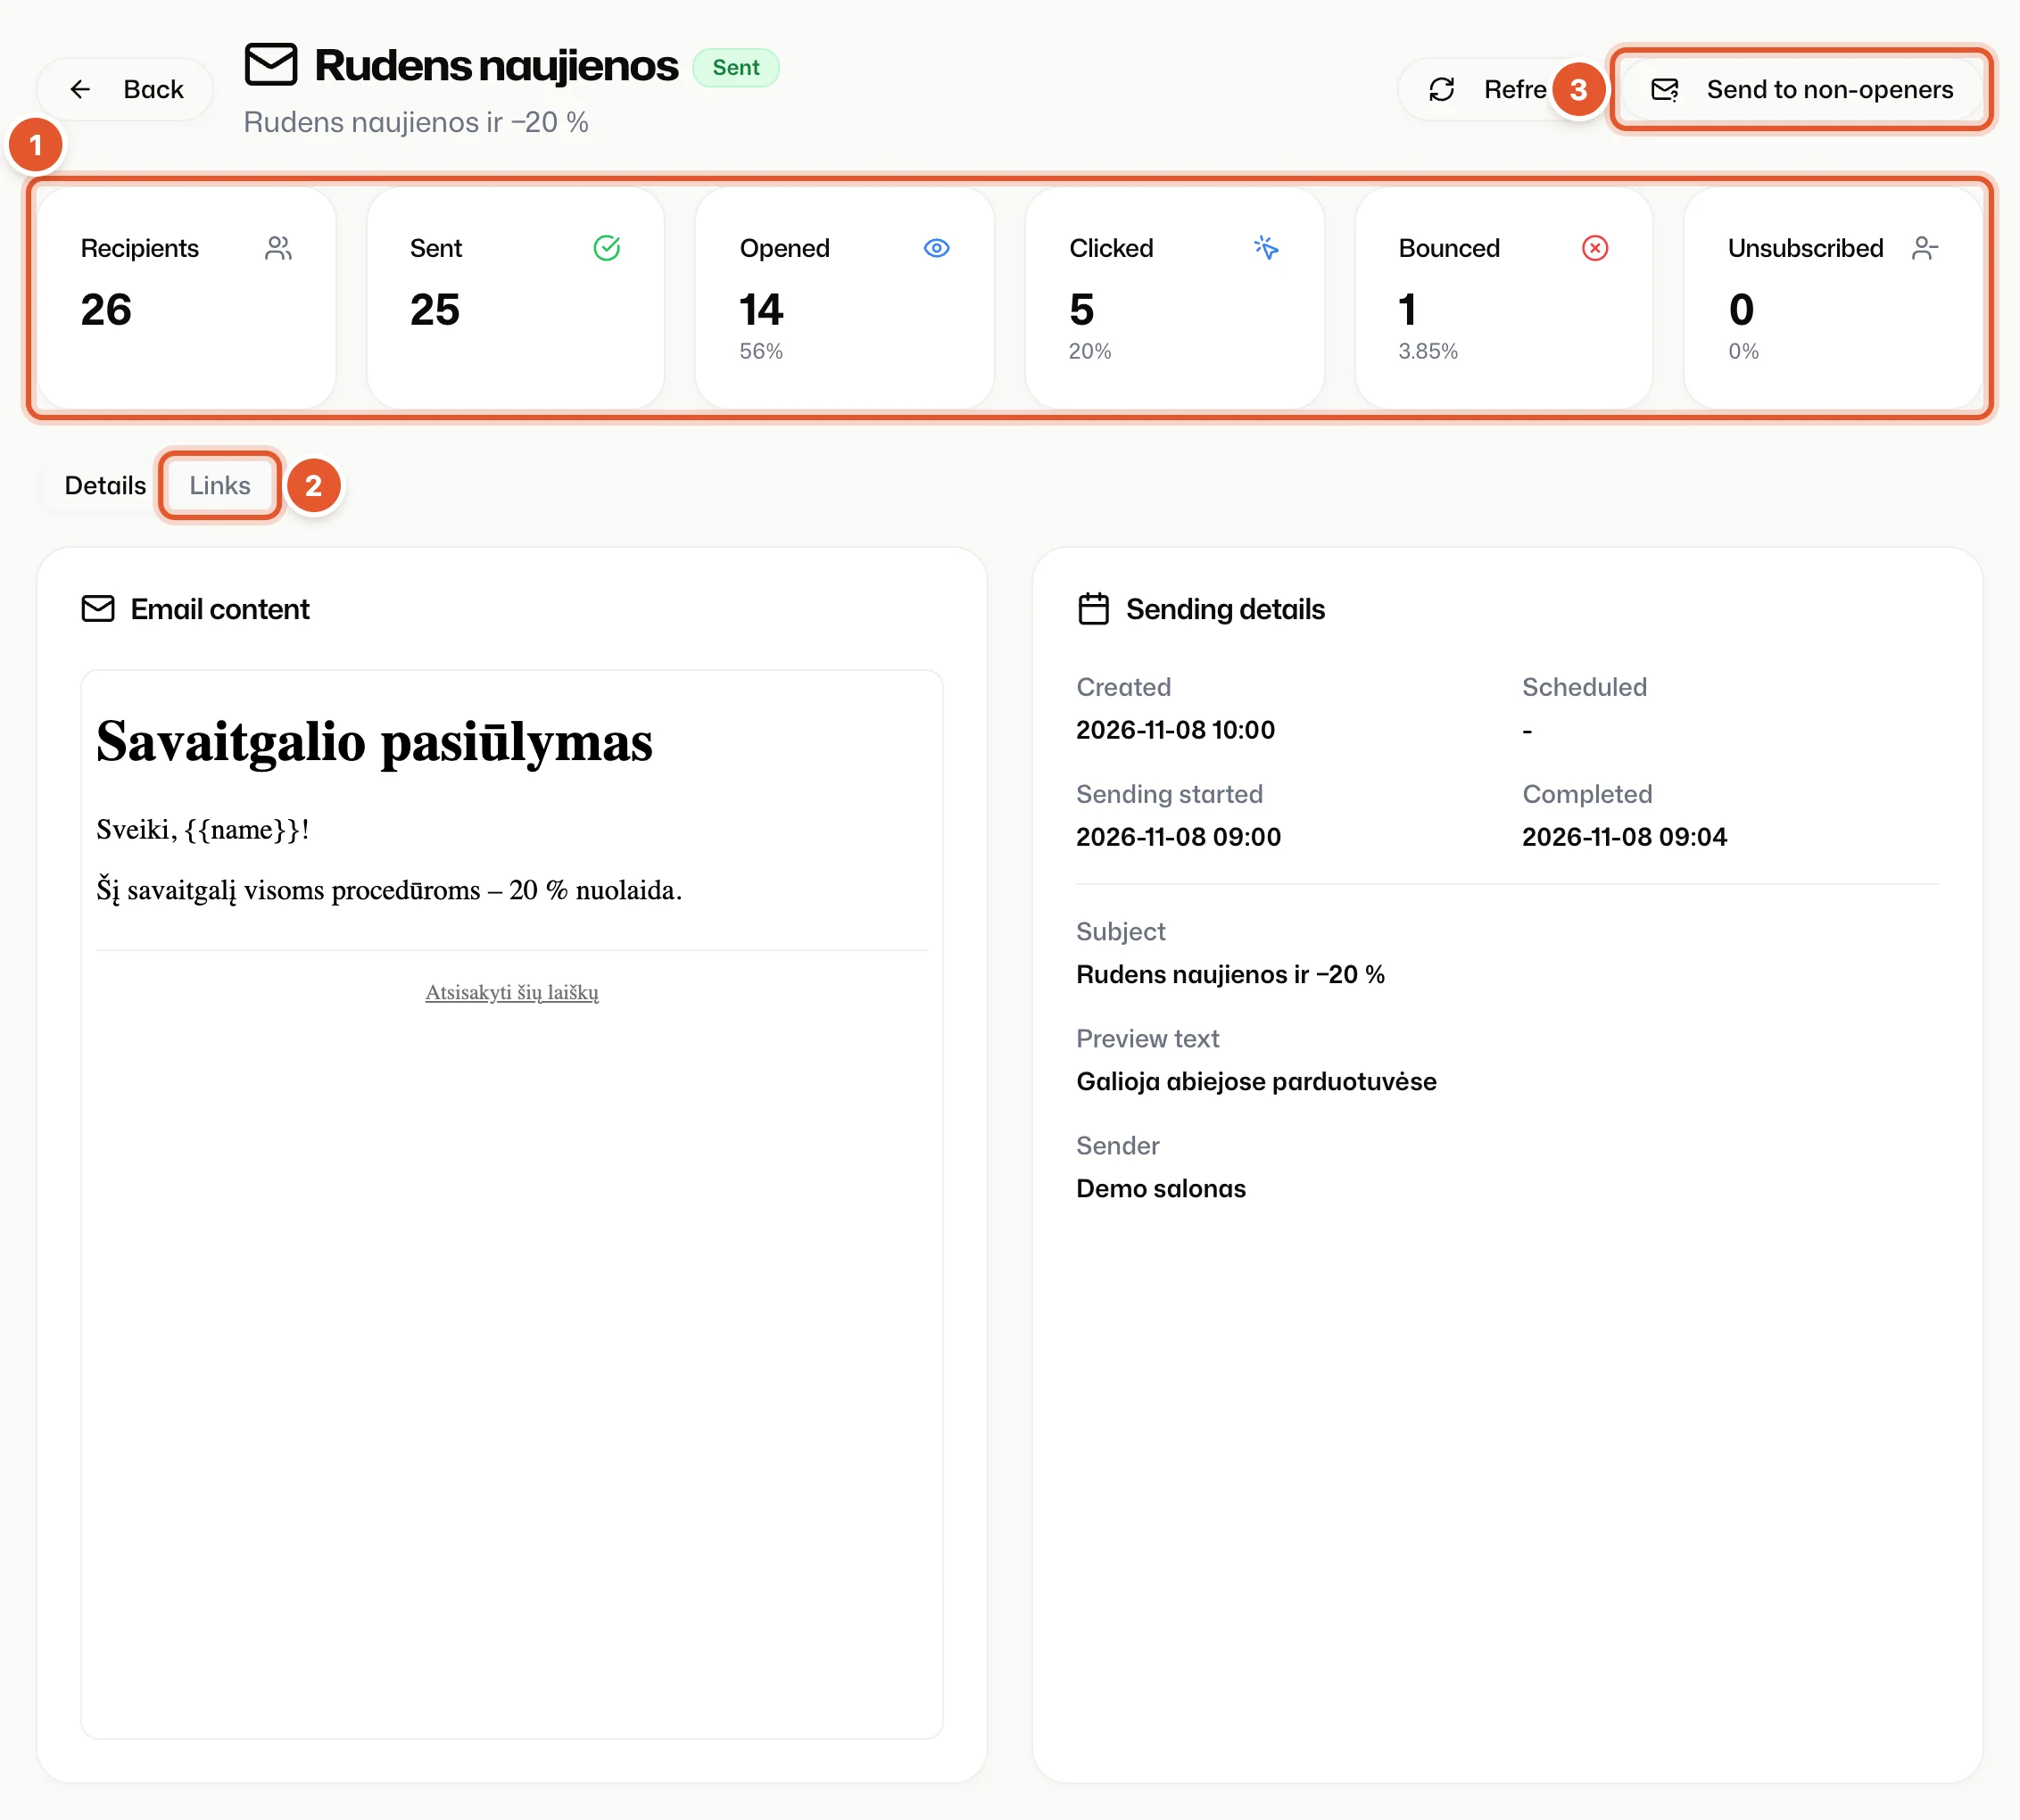 Back
Rudens naujienos
Sent
Rudens naujienos ir −20 %
Refre
3
Send to non-openers
1
Recipients
26
Sent
25
Opened
14
56%
Clicked
5
20%
Bounced
1
3.85%
Unsubscribed
0
0%
Details
Links
2
Email content
Savaitgalio pasiūlymas
Sveiki, {{name}}!
Šį savaitgalį visoms procedūroms – 20 % nuolaida.
Atsisakyti šių laiškų
Sending details
Created
2026-11-08 10:00
Scheduled
-
Sending started
2026-11-08 09:00
Completed
2026-11-08 09:04
Subject
Rudens naujienos ir −20 %
Preview text
Galioja abiejose parduotuvėse
Sender
Demo salonas